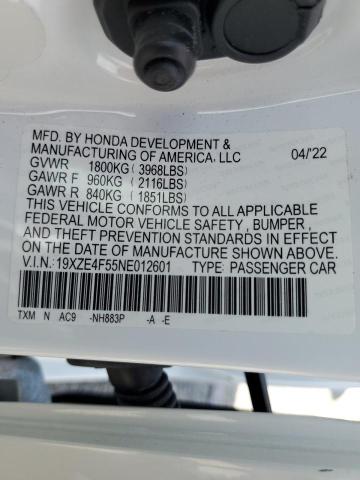 MFD. BY HONDA DEVELOPMENT &
MANUFACTURING OF AMERICA, LLC 04/'22
GVWR 1800KG(3968LBS)
GAWR F 960KG(2116LBS)
GAWR R 840KG(1851LBS)
THIS VEHICLE CONFORMS TO ALL APPLICABLE
FEDERAL MOTOR VEHICLE SAFETY, BUMPER,
AND THEFT PREVENTION STANDARDS IN EFFECT
ON THE DATE OF MANUFACTURE SHOWN ABOVE.
V.I.N.:19XZE4F55NE012601 TYPE: PASSENGER CAR
TXM N AC9 -NH883P -A -E